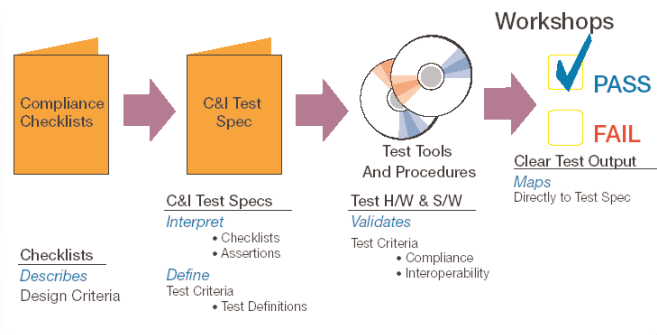 Workshops
Compliance
Checklists
C&I Test
Spec
PASS
FAIL
Test Tools
And Procedures
Clear Test Output
Maps
Directly to Test Spec
C&I Test Specs
Interpret
• Checklists
• Assertions
Define
Test Criteria
• Test Definitions
Test H/W & S/W
Validates
Test Criteria
• Compliance
• Interoperability
Checklists
Describes
Design Criteria